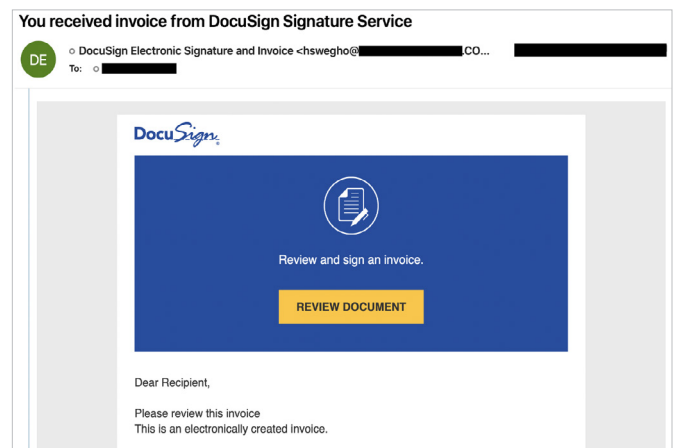 You received invoice from DocuSign Signature Service
DE
DocuSign Electronic Signature and Invoice <hswegho@ .CO...
To:
DocuSign
Review and sign an invoice.
REVIEW DOCUMENT
Dear Recipient,
Please review this invoice
This is an electronically created invoice.